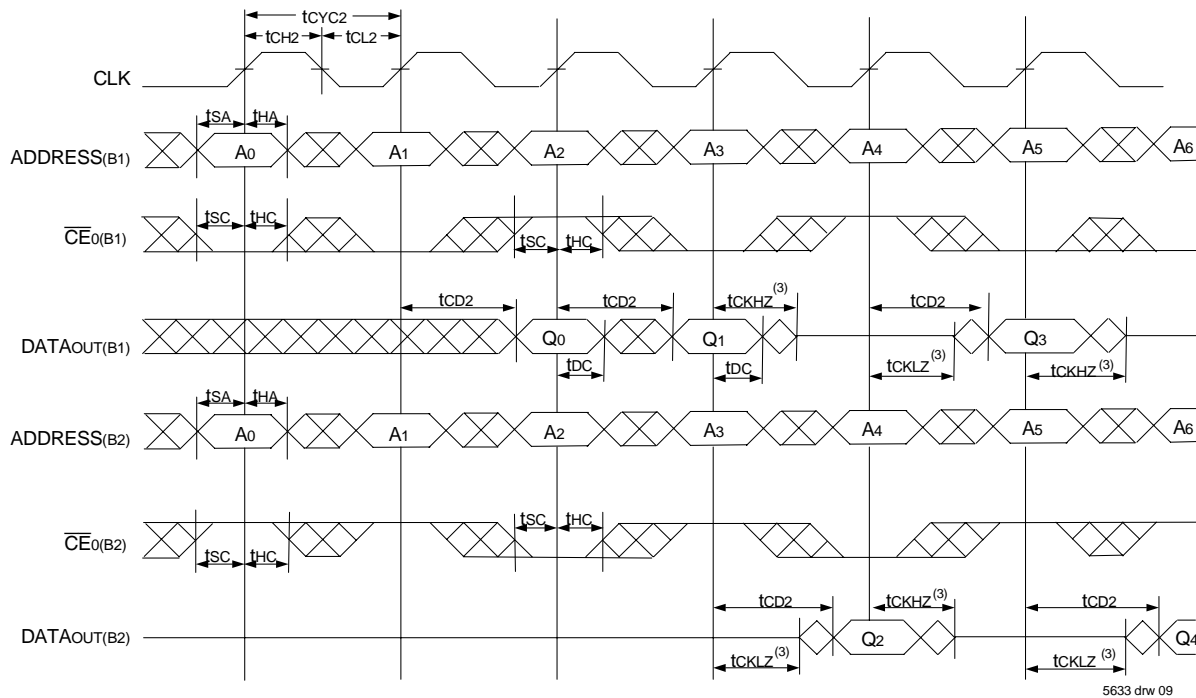 tCYC2
tCH2 tCL2
CLK
tSA tHA
ADDRESS(B1) A0 A1 A2 A3 A4 A5 A6
tSC tHC
CE0(B1)
tSC tHC
tCD2 tCD2 tCKHZ(3) tCD2
DATAOUT(B1) Q0 Q1 Q3
tDC tDC tCKLZ(3) tCKHZ(3)
tSA tHA
ADDRESS(B2) A0 A1 A2 A3 A4 A5 A6
tSC tHC
CE0(B2)
tSC tHC
tCD2 tCKHZ(3) tCD2
DATAOUT(B2) Q2 Q4
tCKLZ(3) tCKLZ(3)
5633 drw 09